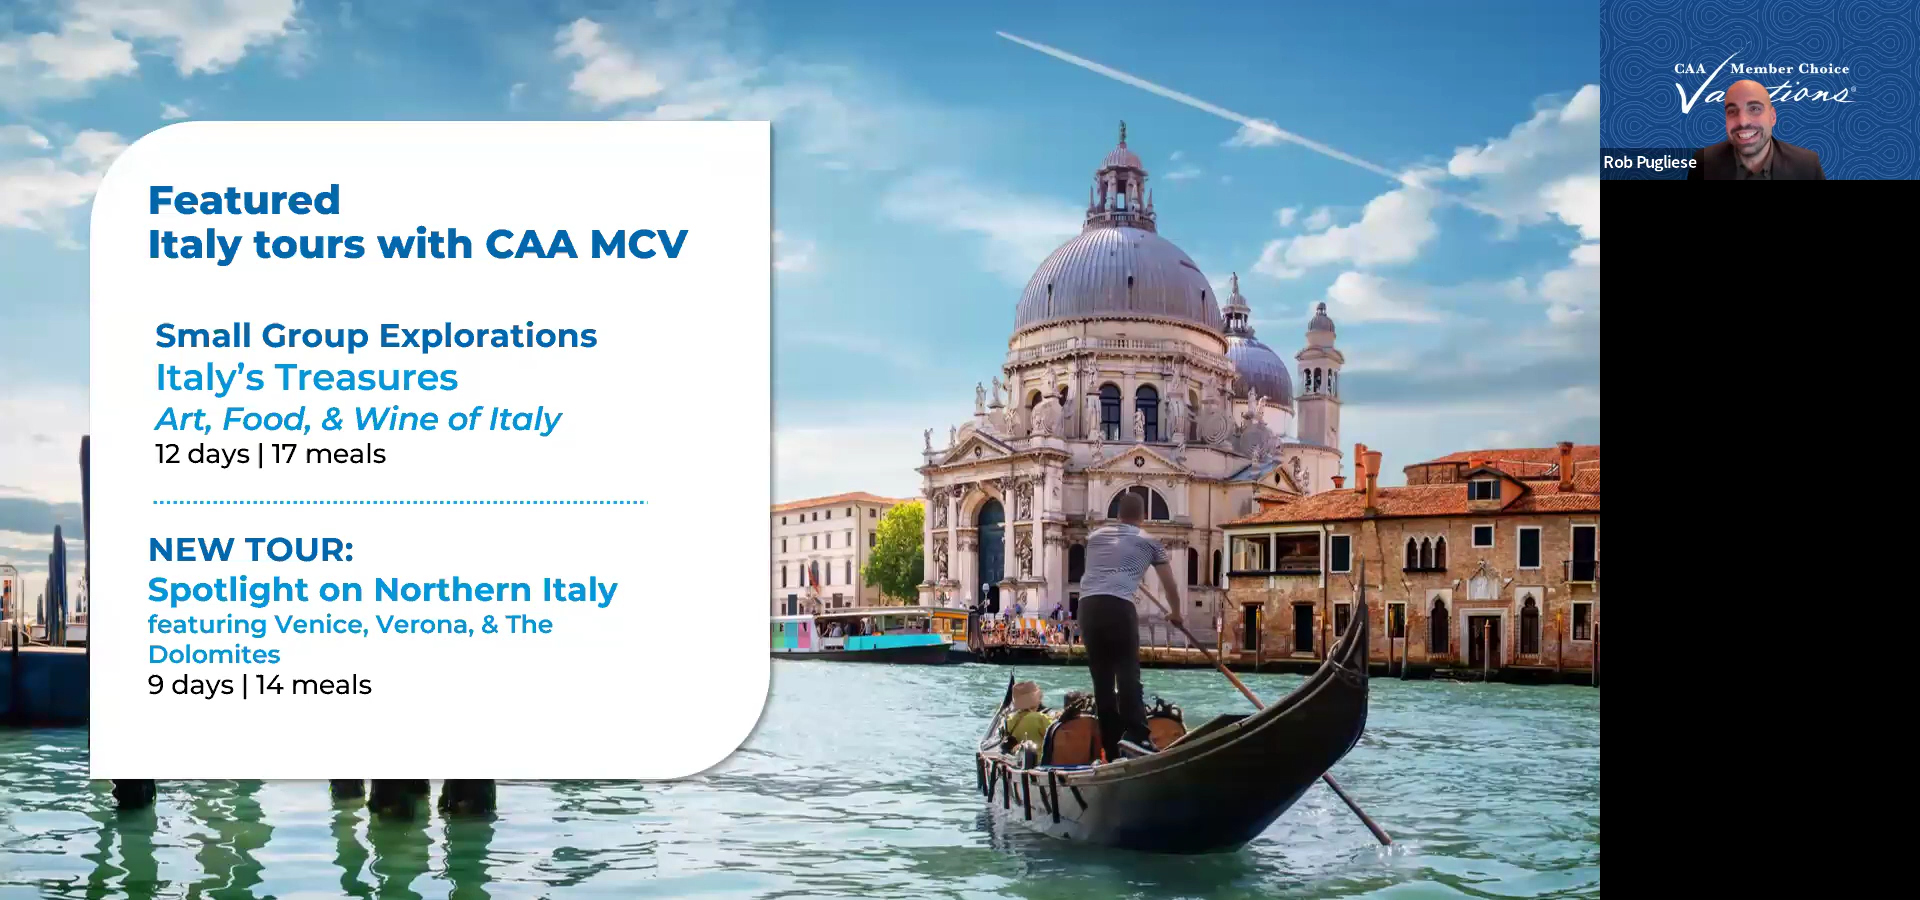 Featured
Italy tours with CAA MCV
Small Group Explorations
Italy’s Treasures
Art, Food, & Wine of Italy
12 days | 17 meals
NEW TOUR:
Spotlight on Northern Italy
featuring Venice, Verona, & The
Dolomites
9 days | 14 meals
CAA Member Choice
Rob Pugliese